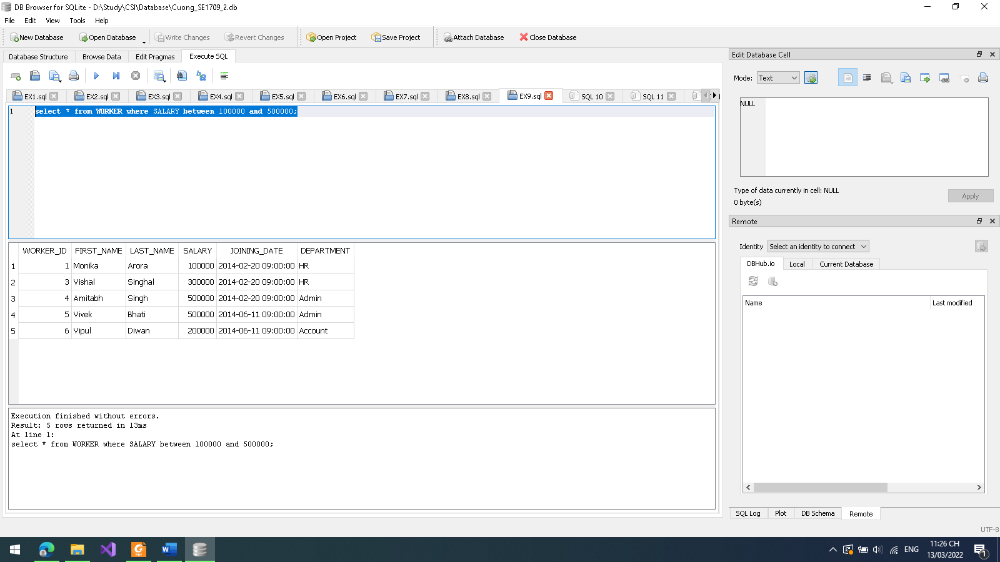 DB Browser for SQLite - D:\Study\CSI\Database\Cuong_SE1709_2.db
File Edit View Tools Help
New Database Open Database Write Changes Revert Changes Open Project Save Project Attach Database Close Database
Database Structure Browse Data Edit Pragmas Execute SQL
EX1.sql EX2.sql EX3.sql EX4.sql EX5.sql EX6.sql EX7.sql EX8.sql EX9.sql SQL 10 SQL 11
1 select * from WORKER where SALARY between 100000 and 500000;
WORKER_ID FIRST_NAME LAST_NAME SALARY JOINING_DATE DEPARTMENT
1 1 Monika Arora 100000 2014-02-20 09:00:00 HR
2 3 Vishal Singhal 300000 2014-02-20 09:00:00 HR
3 4 Amitabh Singh 500000 2014-02-20 09:00:00 Admin
4 5 Vivek Bhati 500000 2014-06-11 09:00:00 Admin
5 6 Vipul Diwan 200000 2014-06-11 09:00:00 Account
Execution finished without errors.
Result: 5 rows returned in 13ms
At line 1:
select * from WORKER where SALARY between 100000 and 500000;
Edit Database Cell
Mode: Text
NULL
Type of data currently in cell: NULL
0 byte(s)
Apply
Remote
Identity Select an identity to connect
DBHub.io Local Current Database
Name Last modified
SQL Log Plot DB Schema Remote
UTF-8
ENG 11:26 CH
13/03/2022
1